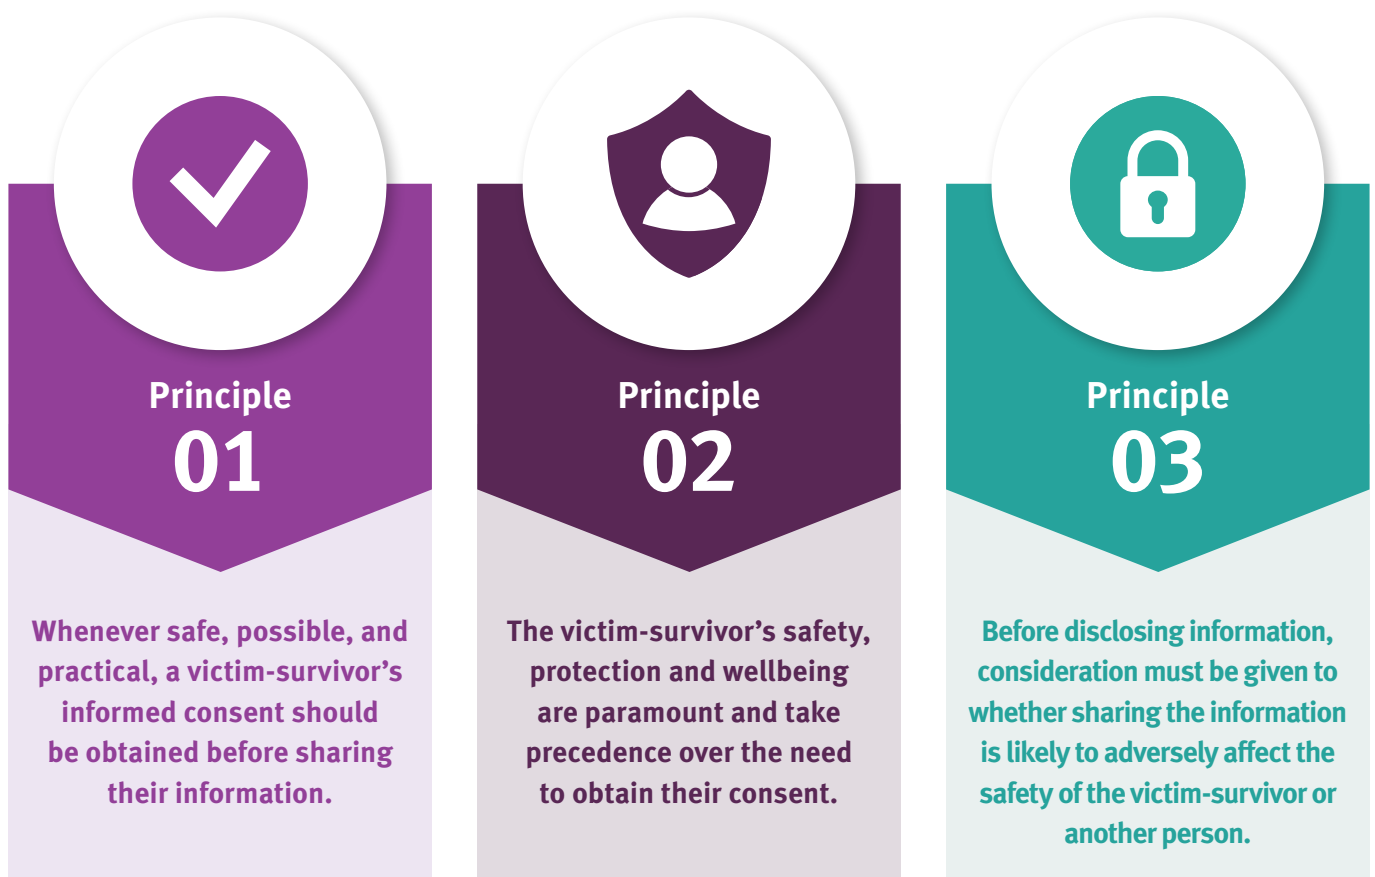 Principle
01
Whenever safe, possible, and
practical, a victim-survivor’s
informed consent should
be obtained before sharing
their information.
Principle
02
The victim-survivor’s safety,
protection and wellbeing
are paramount and take
precedence over the need
to obtain their consent.
Principle
03
Before disclosing information,
consideration must be given to
whether sharing the information
is likely to adversely affect the
safety of the victim-survivor or
another person.